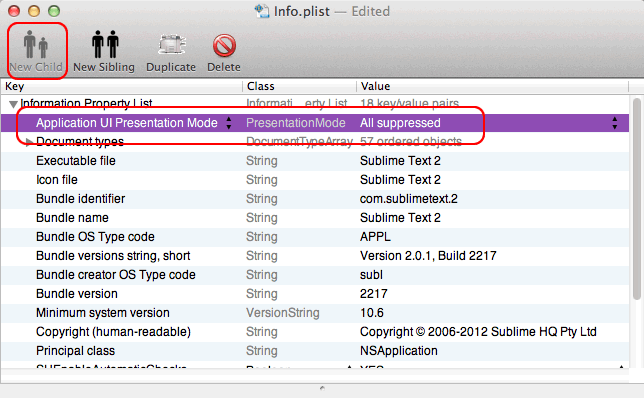 Info.plist — Edited
New Child New Sibling Duplicate Delete
Key Class Value
Information Property List Informati…erty List 18 key/value pairs
Application UI Presentation Mode PresentationMode All suppressed
Document types DocumentTypeArray 57 ordered objects
Executable file String Sublime Text 2
Icon file String Sublime Text 2
Bundle identifier String com.sublimetext.2
Bundle name String Sublime Text 2
Bundle OS Type code String APPL
Bundle versions string, short String Version 2.0.1, Build 2217
Bundle creator OS Type code String subl
Bundle version String 2217
Minimum system version VersionString 10.6
Copyright (human-readable) String Copyright © 2006-2012 Sublime HQ Pty Ltd
Principal class String NSApplication
SUEnableAutomaticChecks Boolean YES